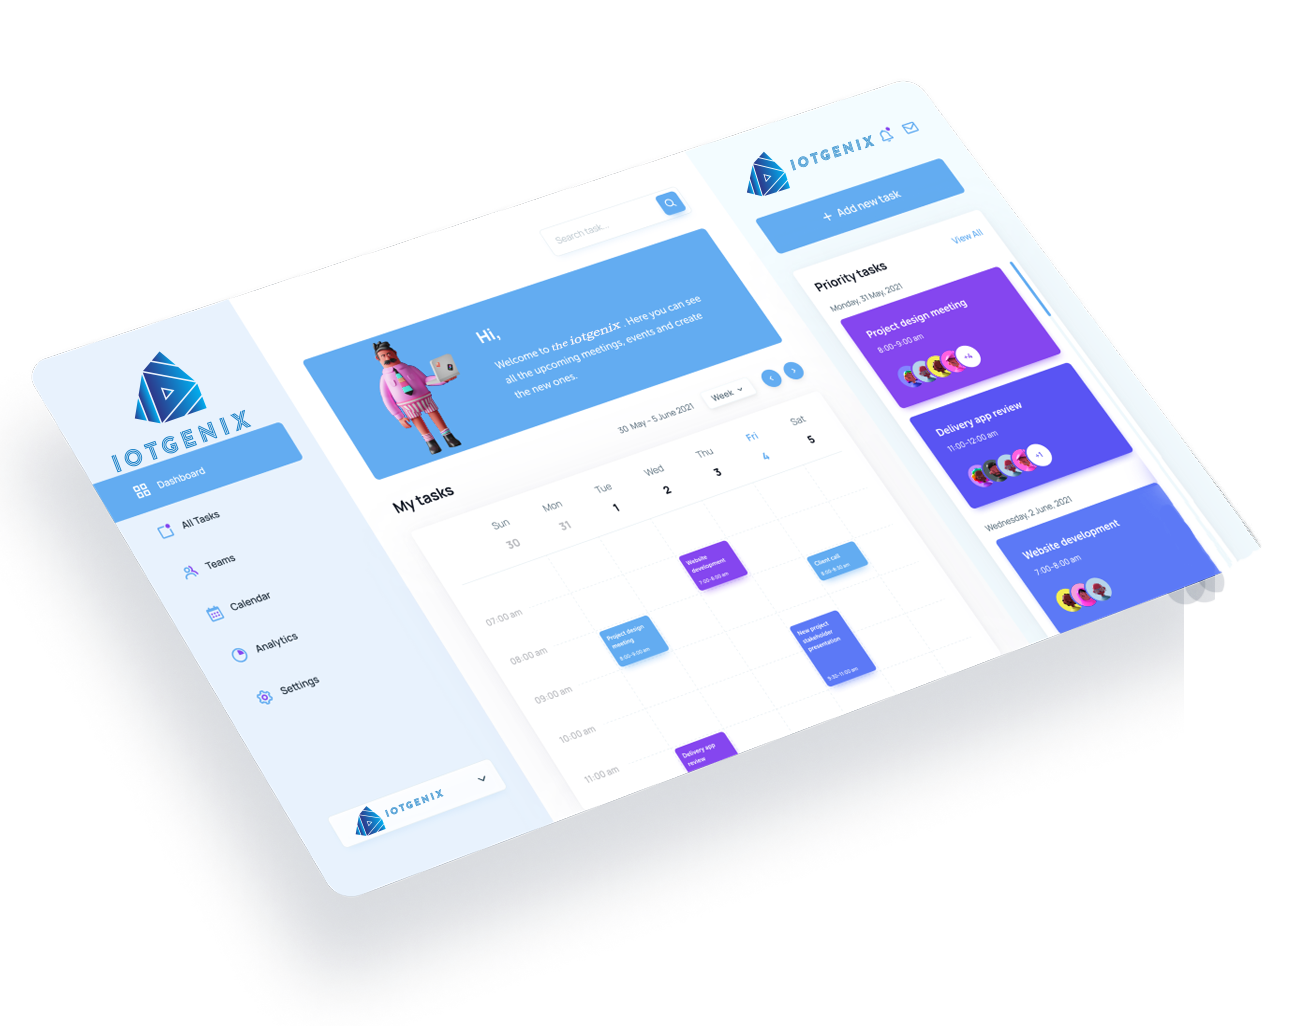 IOTGENIX
Dashboard
All Tasks
Teams
Calendar
Analytics
Settings
IOTGENIX
Search task...
Hi,
Welcome to the iotgenix . Here you can see
all the upcoming meetings, events and create
the new ones.
My tasks
30 May - 5 June 2021
Week
Sun
Mon
Tue
Wed
Thu
Fri
Sat
30
31
1
2
3
4
5
07:00 am
08:00 am
09:00 am
10:00 am
11:00 am
Website
development
7:00-8:00 am
Client call
8:00-8:30 am
Project design
meeting
8:00-9:00 am
New project
stakeholder
presentation
9:30-11:00 am
Delivery app
review
IOTGENIX
+ Add new task
Priority tasks
View All
Monday, 31 May, 2021
Project design meeting
8:00-9:00 am
+4
Delivery app review
11:00-12:00 am
+1
Wednesday, 2 June, 2021
Website development
7:00-8:00 am